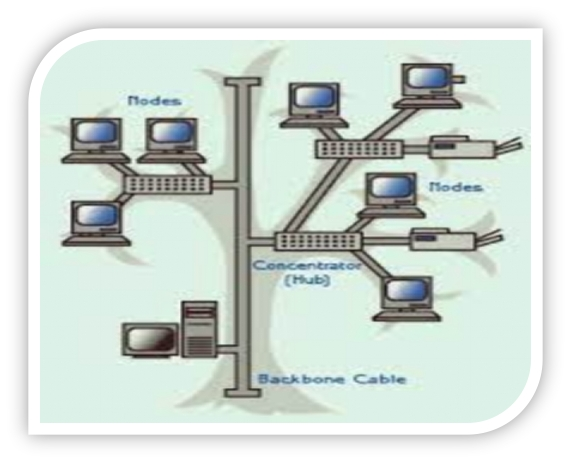 Nodes
Nodes
Concentrator
(Hub)
Backbone Cable